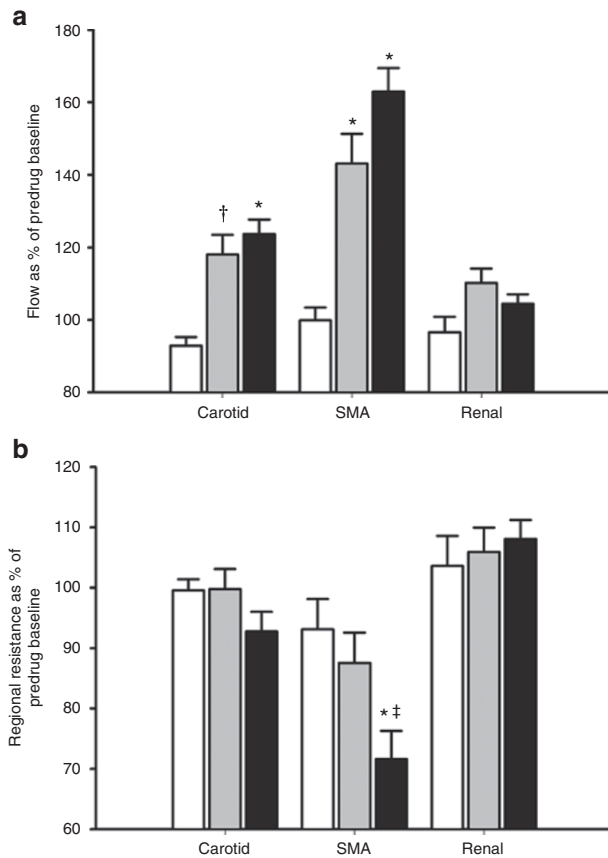 a
Flow as % of predrug baseline
180
160
140
120
100
80
* 
*
†
*
Carotid SMA Renal
b
Regional resistance as % of
predrug baseline
120
110
100
90
80
70
60
* ‡
Carotid SMA Renal